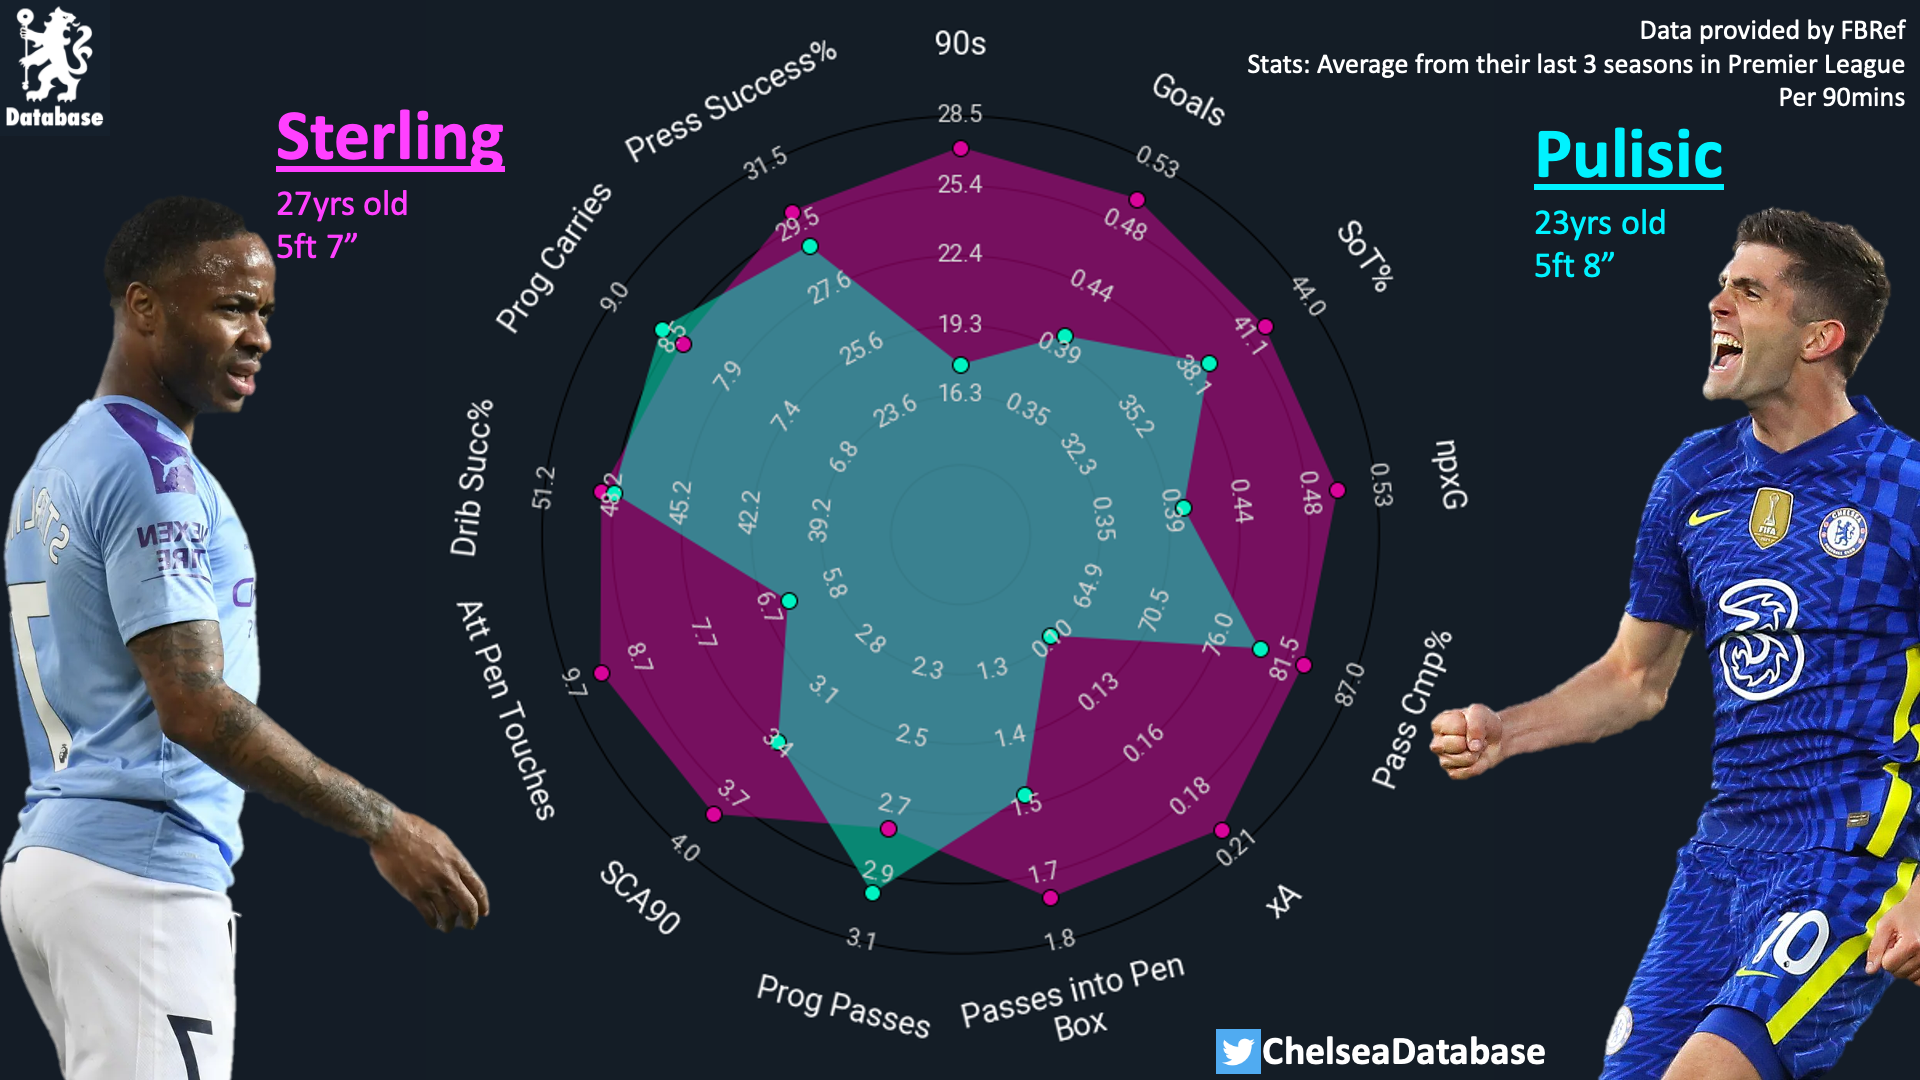 Database
Data provided by FBRef
Stats: Average from their last 3 seasons in Premier League
Per 90mins
Sterling
27yrs old
5ft 7”
Pulisic
23yrs old
5ft 8”
90s
28.5
25.4
22.4
19.3
16.3
Goals
0.53
0.48
0.44
0.39
0.35
SoT%
44.0
41.1
38.1
35.2
32.3
npxG
0.53
0.48
0.44
0.39
0.35
Pass Cmp%
87.0
81.5
76.0
70.5
64.9
xA
0.21
0.18
0.16
0.13
0.10
Passes into Pen
Box
1.8
1.7
1.5
1.4
1.3
Prog Passes
3.1
2.9
2.7
2.5
2.3
SCA90
4.0
3.7
3.4
3.1
2.8
Att Pen Touches
9.7
8.7
7.7
6.7
5.8
Drib Succ%
51.2
48.2
45.2
42.2
39.2
Prog Carries
9.0
8.5
7.9
7.4
6.8
Press Success%
31.5
29.5
27.6
25.6
23.6
NEXEN
TIRE
7
7
FIFA
CHELSEA
3
10
ChelseaDatabase